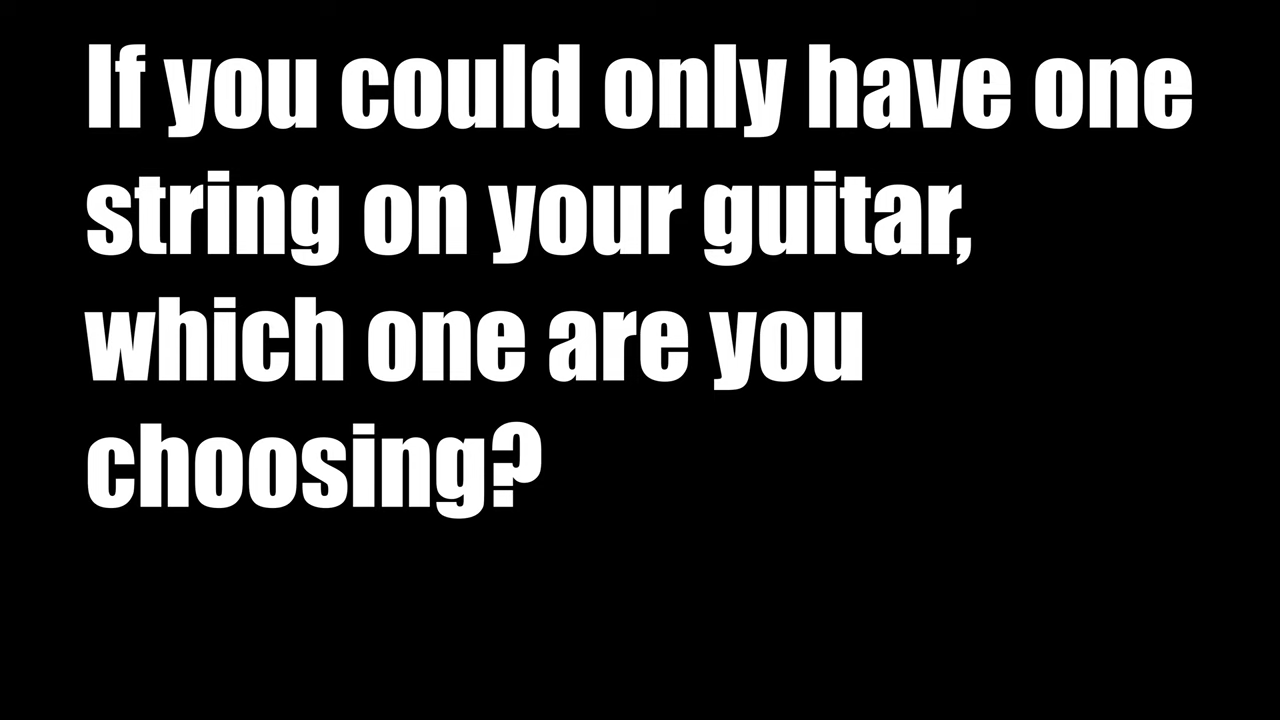 If you could only have one
string on your guitar,
which one are you
choosing?